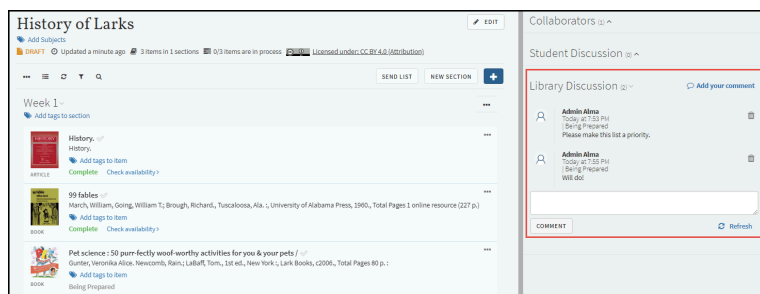 History of Larks
EDIT
Add Subjects
DRAFT Updated a minute ago 3 items in 1 sections 0/3 items are in process Licensed under: CC BY 4.0 (Attribution)
SEND LIST NEW SECTION +
Week 1
Add tags to section
History.
History.
Add tags to item
ARTICLE
Complete Check availability >
99 fables
March, William, Going, William T.; Brough, Richard., Tuscaloosa, Ala. :, University of Alabama Press, 1960., Total Pages 1 online resource (227 p.)
Add tags to item
BOOK
Complete Check availability >
Pet science : 50 purr-fectly woof-worthy activities for you & your pets /
Gunter, Veronika Alice. Newcomb, Rain.; LaBaff, Tom., 1st ed., New York :, Lark Books, c2006., Total Pages 80 p. :
Add tags to item
BOOK
Being Prepared
Collaborators (1)
Student Discussion (0)
Library Discussion (2)
Add your comment
Admin Alma
Today at 7:53 PM
| Being Prepared
Please make this list a priority.
Admin Alma
Today at 7:55 PM
| Being Prepared
Will do!
COMMENT
Refresh